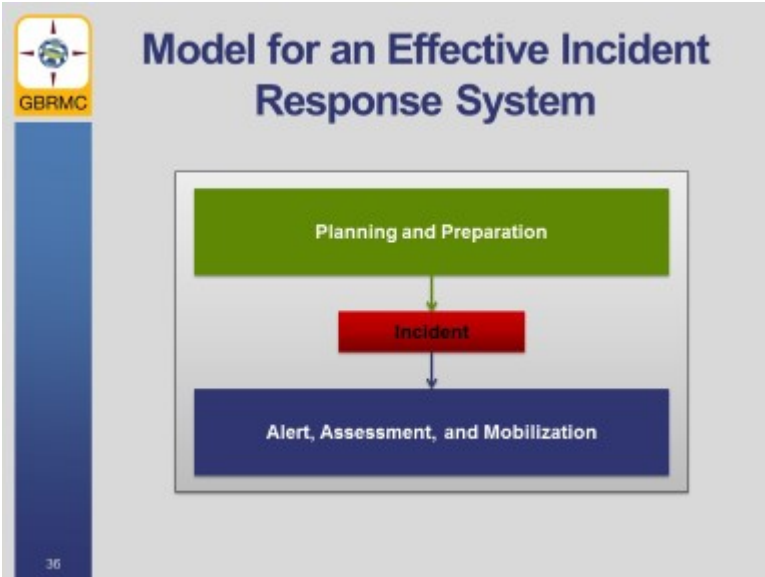 GBRMC
Model for an Effective Incident
Response System
Planning and Preparation
Incident
Alert, Assessment, and Mobilization
36